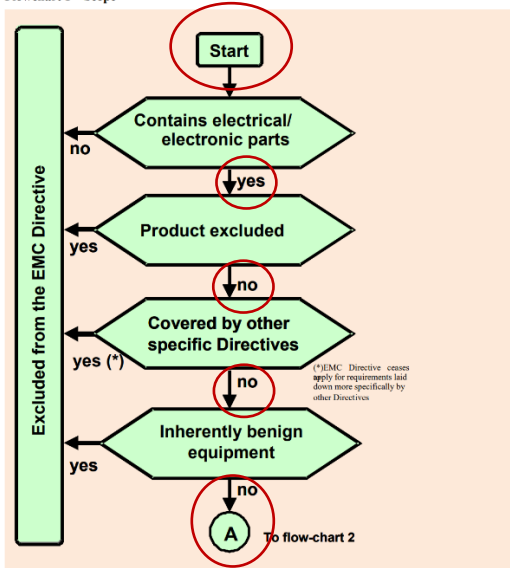 Start
Contains electrical/
electronic parts
no
yes
Product excluded
yes
no
Covered by other
specific Directives
yes (*)
no
(*)EMC Directive ceases
apply for requirements laid
down more specifically by
other Directives
Inherently benign
equipment
yes
no
A
To flow-chart 2
Excluded from the EMC Directive